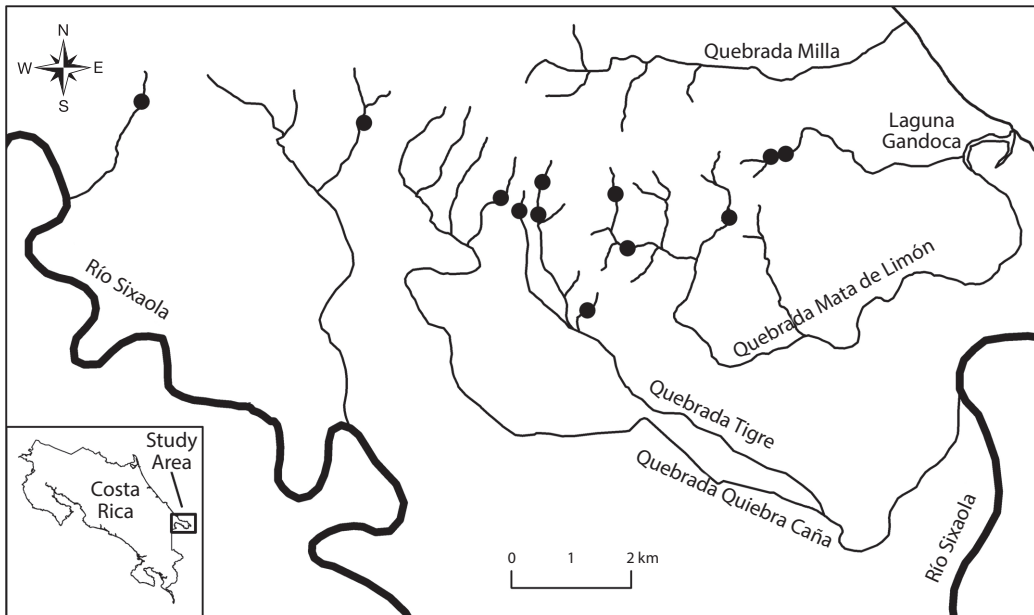 N
W E
S
Quebrada Milla
Laguna
Gandoca
Río Sixaola
Quebrada Mata de Limón
Quebrada Tigre
Quebrada Quiebra Caña
Río Sixaola
Study
Area
Costa
Rica
0 1 2 km